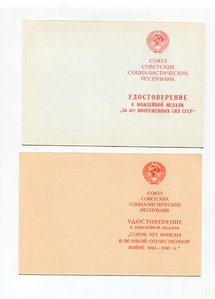 СОЮЗ
СОВЕТСКИХ
СОЦИАЛИСТИЧЕСКИХ
РЕСПУБЛИК
УДОСТОВЕРЕНИЕ
К ЮБИЛЕЙНОЙ МЕДАЛИ
"50 ЛЕТ ВООРУЖЕННЫХ СИЛ СССР"
СОЮЗ
СОВЕТСКИХ
СОЦИАЛИСТИЧЕСКИХ
РЕСПУБЛИК
УДОСТОВЕРЕНИЕ
К ЮБИЛЕЙНОЙ МЕДАЛИ
"СОРОК ЛЕТ ПОБЕДЫ
В ВЕЛИКОЙ ОТЕЧЕСТВЕННОЙ
ВОЙНЕ 1941—1945 гг."